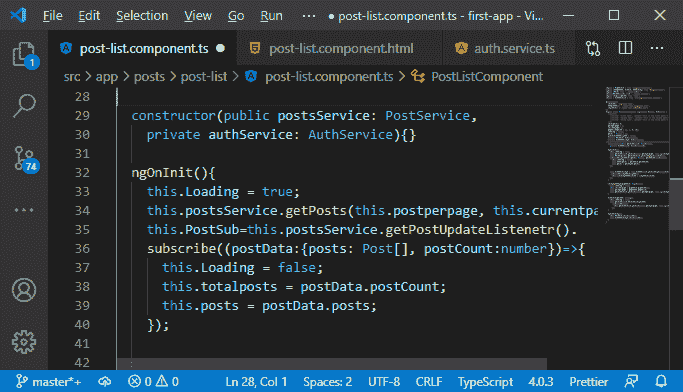 File Edit Selection View Go Run ... post-list.component.ts - first-app - Vi...
post-list.component.ts post-list.component.html auth.service.ts
src > app > posts > post-list > post-list.component.ts > PostListComponent
28
29 constructor(public postsService: PostService,
30 private authService: AuthService){}
31
32 ngOnInit(){
33 this.Loading = true;
34 this.postsService.getPosts(this.postperpage, this.currentpa
35 this.PostSub=this.postsService.getPostUpdateListenetr().
36 subscribe((postData:{posts: Post[], postCount:number})=>{
37 this.Loading = false;
38 this.totalposts = postData.postCount;
39 this.posts = postData.posts;
40 });
41
42
1
74
master*+ 0 0 Ln 28, Col 1 Spaces: 2 UTF-8 CRLF TypeScript 4.0.3 Prettier